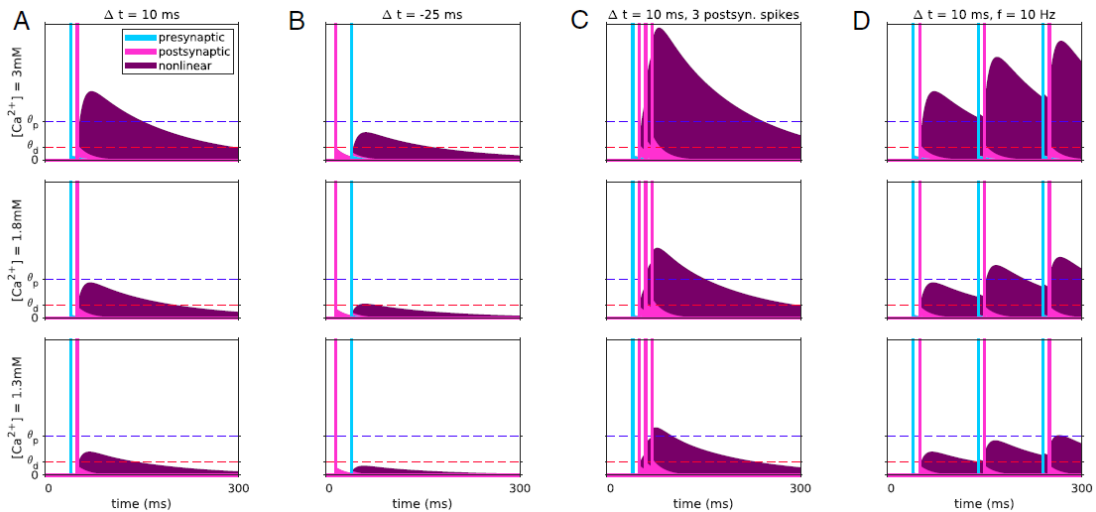 A
B
C
D
Δ t = 10 ms
Δ t = -25 ms
Δ t = 10 ms, 3 postsyn. spikes
Δ t = 10 ms, f = 10 Hz
presynaptic
postsynaptic
nonlinear
[Ca²⁺] = 3mM
θp
θd
0
[Ca²⁺] = 1.8mM
θp
θd
0
[Ca²⁺] = 1.3mM
θp
θd
0
0
300
0
300
0
300
0
300
time (ms)
time (ms)
time (ms)
time (ms)